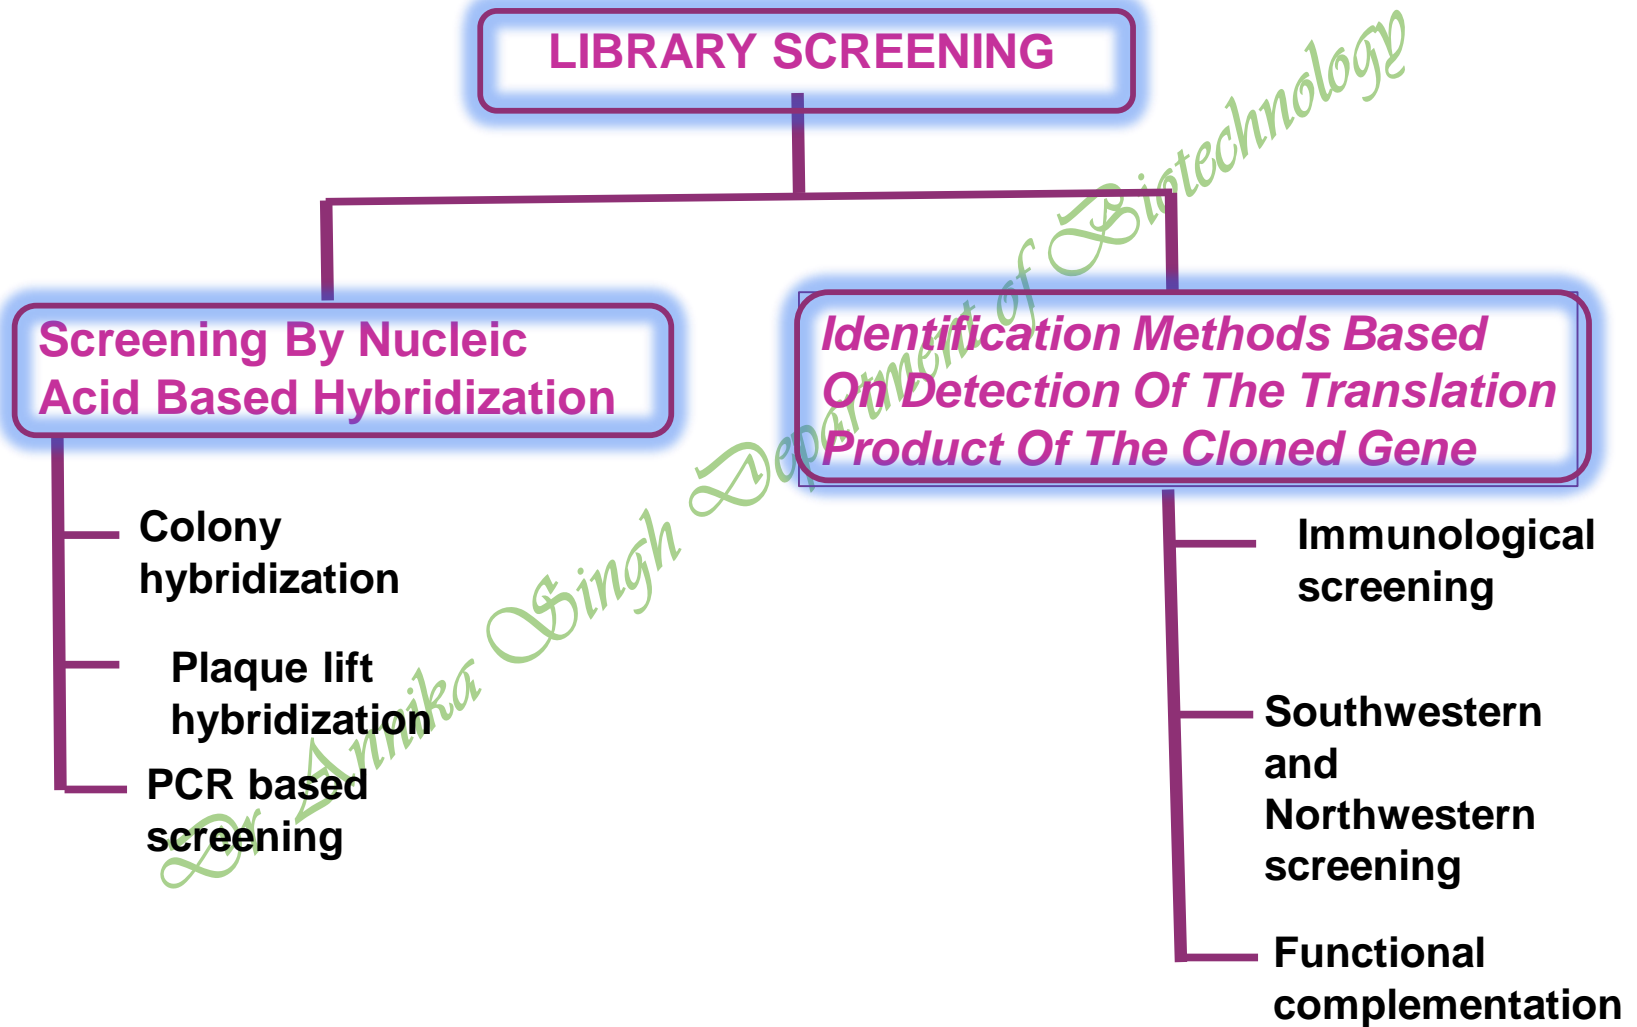 LIBRARY SCREENING
Screening By Nucleic
Acid Based Hybridization
Identification Methods Based
On Detection Of The Translation
Product Of The Cloned Gene
Colony
hybridization
Plaque lift
hybridization
PCR based
screening
Immunological
screening
Southwestern
and
Northwestern
screening
Functional
complementation
Dr Annika Singh Department of Biotechnology